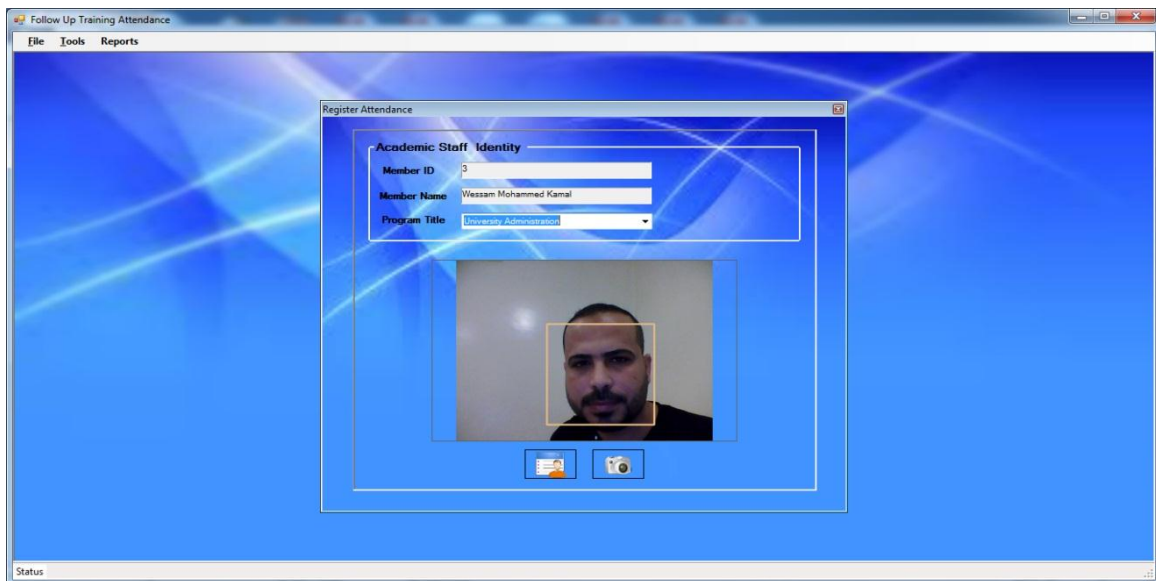 Follow Up Training Attendance
File Tools Reports
Register Attendance
Academic Staff Identity
Member ID 3
Member Name Wessam Mohammed Kamal
Program Title University Administration
Status